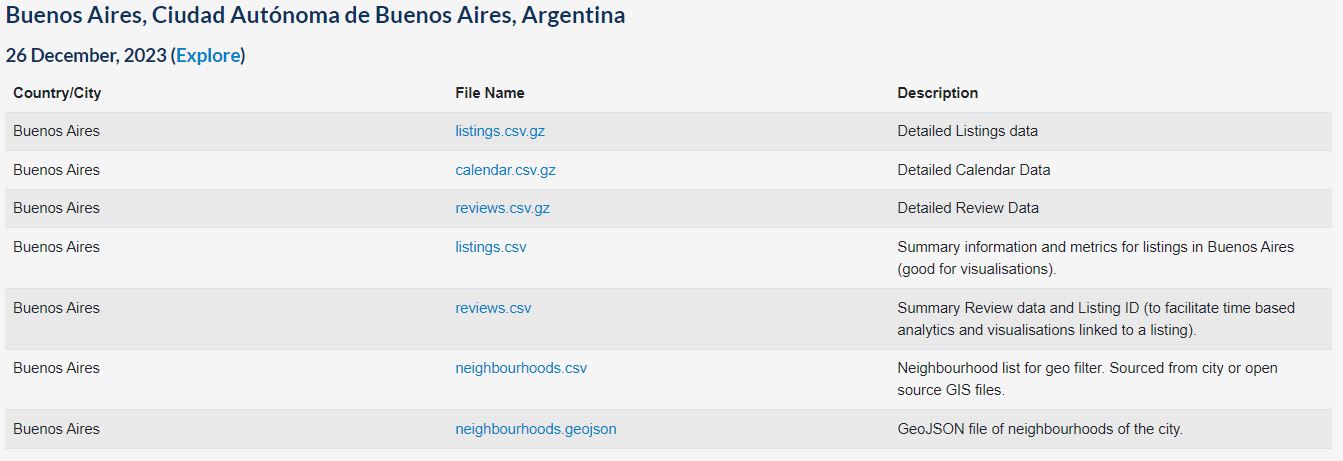 Buenos Aires, Ciudad Autónoma de Buenos Aires, Argentina
26 December, 2023 (Explore)
Country/City File Name Description
Buenos Aires listings.csv.gz Detailed Listings data
Buenos Aires calendar.csv.gz Detailed Calendar Data
Buenos Aires reviews.csv.gz Detailed Review Data
Buenos Aires listings.csv Summary information and metrics for listings in Buenos Aires
(good for visualisations).
Buenos Aires reviews.csv Summary Review data and Listing ID (to facilitate time based
analytics and visualisations linked to a listing).
Buenos Aires neighbourhoods.csv Neighbourhood list for geo filter. Sourced from city or open
source GIS files.
Buenos Aires neighbourhoods.geojson GeoJSON file of neighbourhoods of the city.